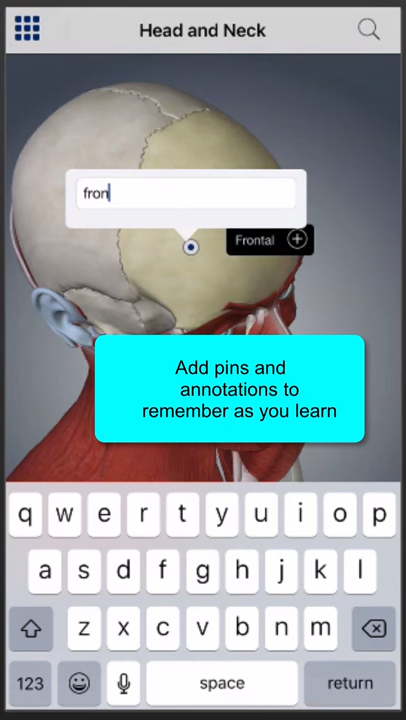 Head and Neck
fron
Frontal
Add pins and
annotations to
remember as you learn
q w e r t y u i o p
a s d f g h j k l
z x c v b n m
123 space return